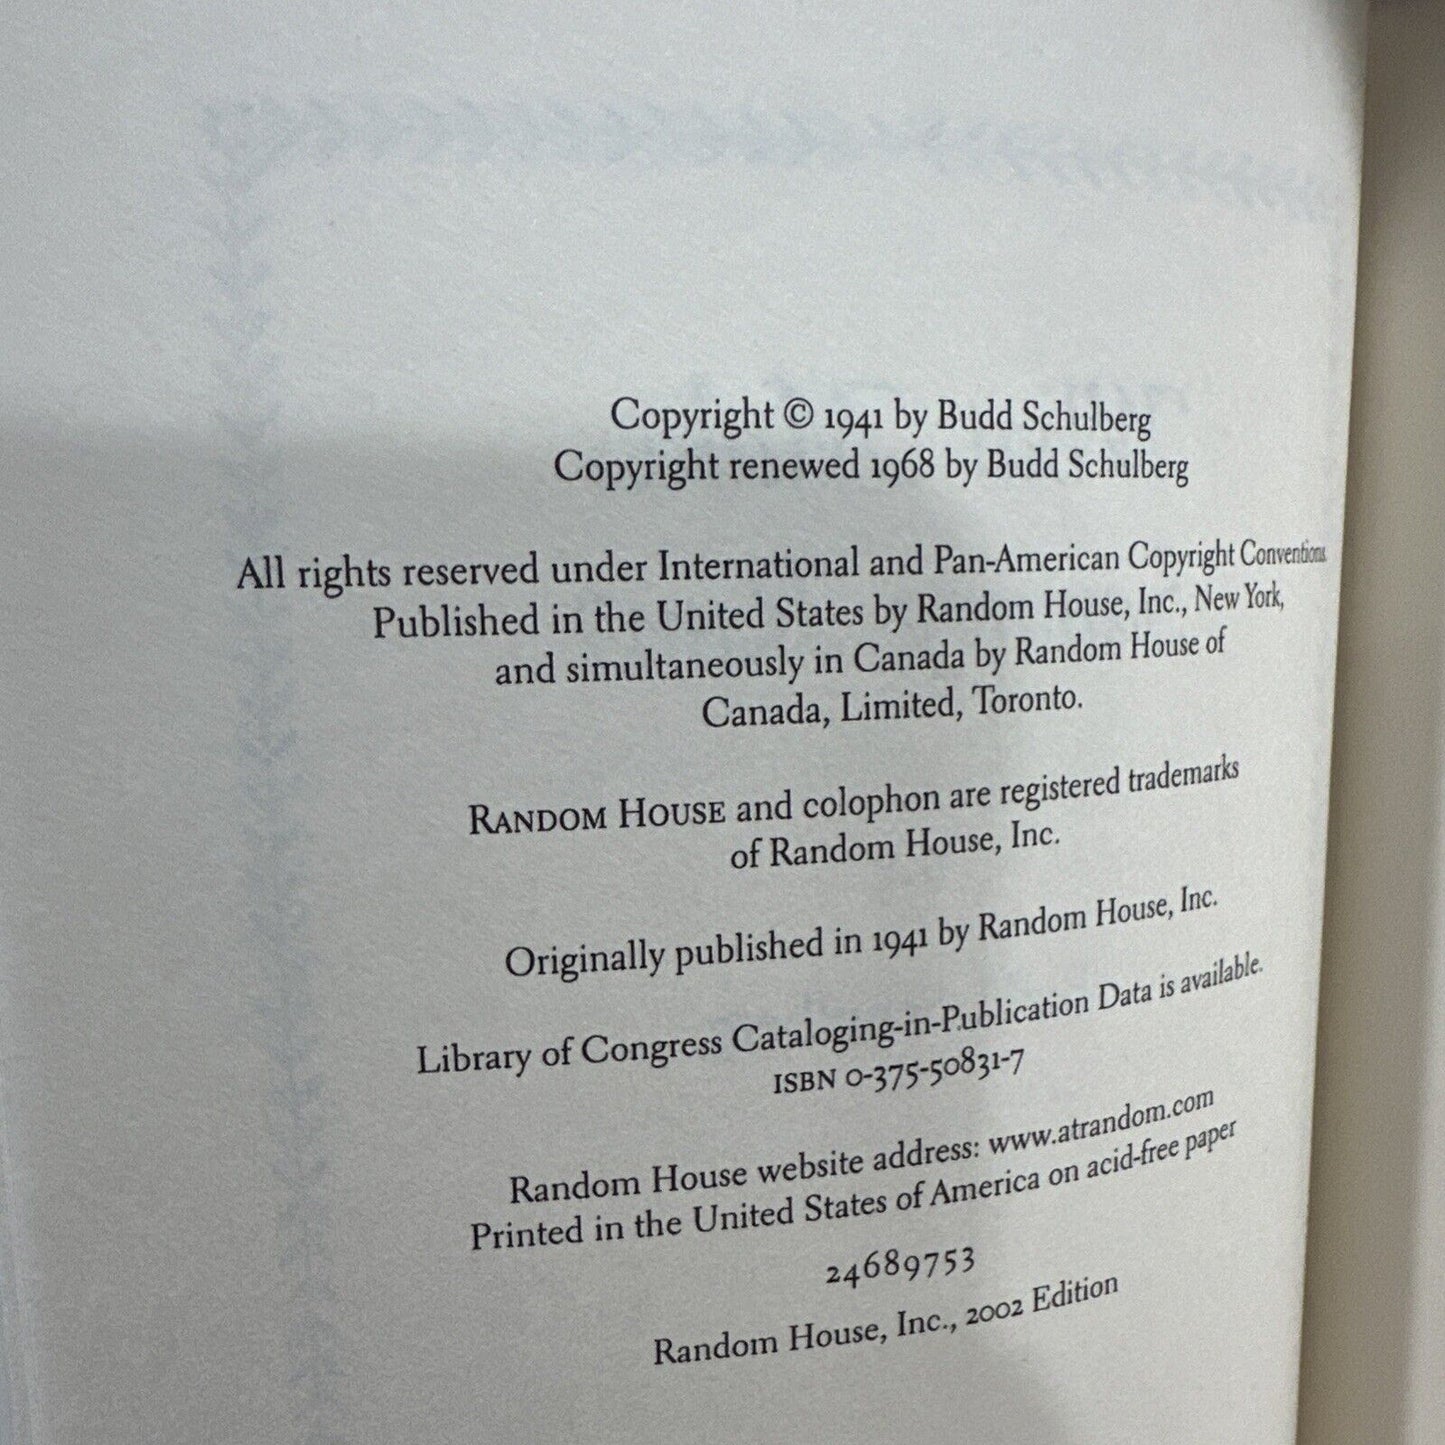 Copyright © 1941 by Budd Schulberg
Copyright renewed 1968 by Budd Schulberg
All rights reserved under International and Pan-American Copyright Conventions.
Published in the United States by Random House, Inc., New York,
and simultaneously in Canada by Random House of
Canada, Limited, Toronto.
RANDOM HOUSE and colophon are registered trademarks
of Random House, Inc.
Originally published in 1941 by Random House, Inc.
Library of Congress Cataloging-in-Publication Data is available.
ISBN 0-375-50831-7
Random House website address: www.atrandom.com
Printed in the United States of America on acid-free paper
24689753
Random House, Inc., 2002 Edition